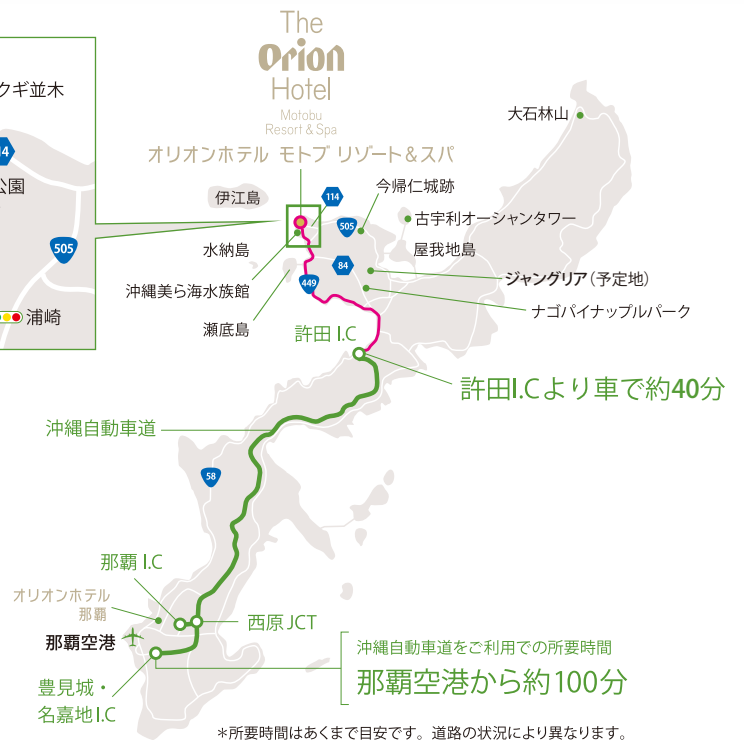 The
Orion
Hotel
Motobu
Resort & Spa
オリオンホテル モトブ リゾート&スパ
クギ並木
公園
505
浦崎
大石林山
伊江島
114
今帰仁城跡
505
古宇利オーシャンタワー
水納島
屋我地島
84
ジャングリア(予定地)
沖縄美ら海水族館
449
ナゴパイナップルパーク
瀬底島
許田 I.C
許田I.Cより車で約40分
沖縄自動車道
58
那覇 I.C
オリオンホテル
那覇
西原 JCT
那覇空港
豊見城・
名嘉地I.C
沖縄自動車道をご利用での所要時間
那覇空港から約100分
*所要時間はあくまで目安です。道路の状況により異なります。